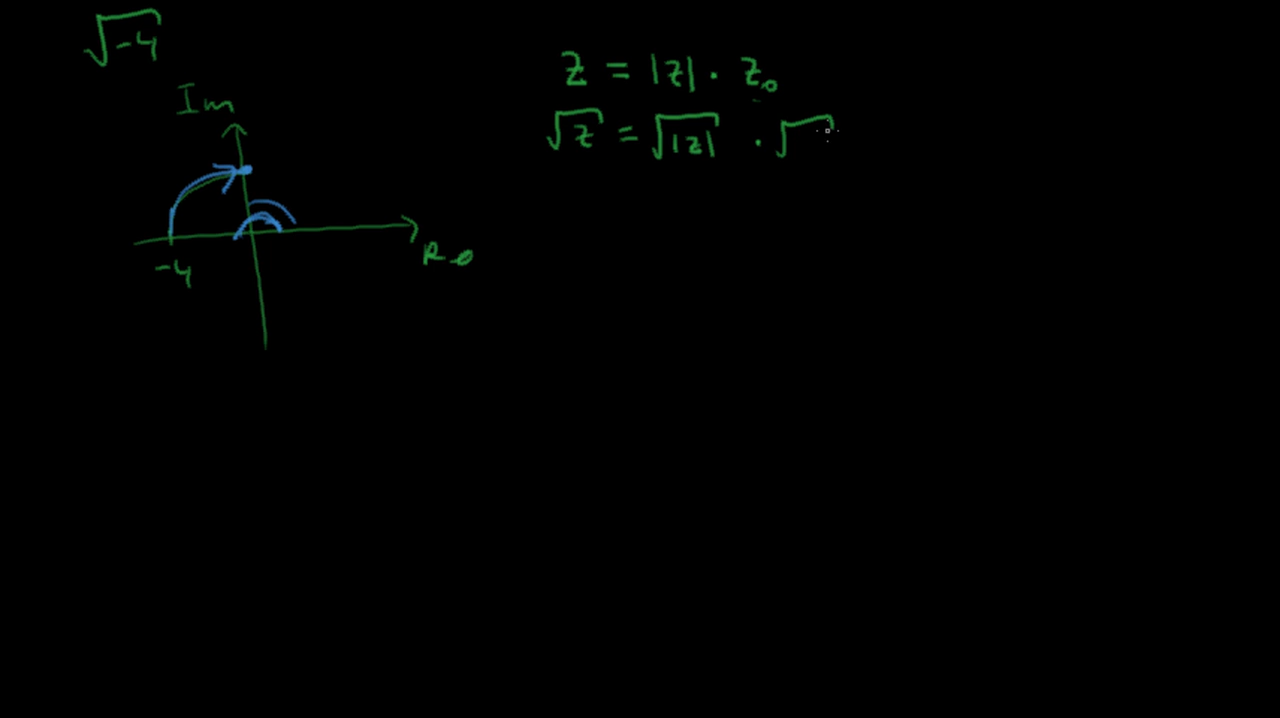 √-4
z = |z| · z₀
Im
√z = √|z| · √
Re
-4